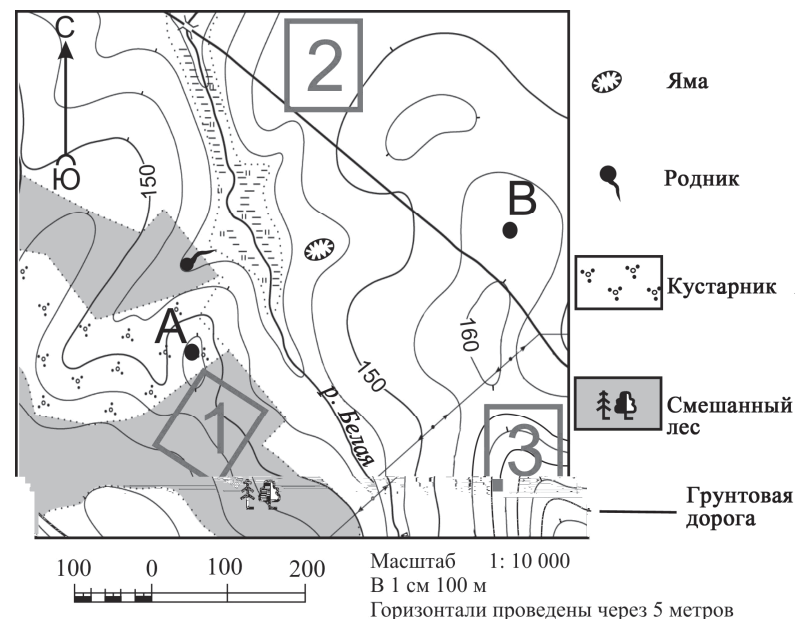 С
2
Яма
Ю
150
Родник
В
А
Кустарник
160
150
1
р. Белая
3
Смешанный
лес
Грунтовая
дорога
100 0 100 200
Масштаб 1: 10 000
В 1 см 100 м
Горизонтали проведены через 5 метров